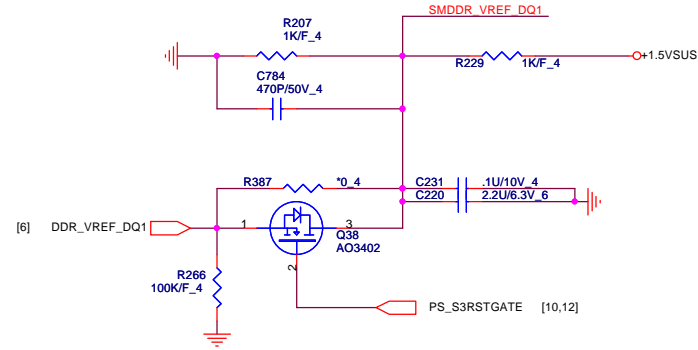 SMDDR_VREF_DQ1
R207
1K/F_4
+1.5VSUS
R229
1K/F_4
C784
470P/50V_4
R387
*0_4
C231
.1U/10V_4
C220
2.2U/6.3V_6
[6]
DDR_VREF_DQ1
1
3
Q38
AO3402
2
R266
100K/F_4
PS_S3RSTGATE
[10,12]